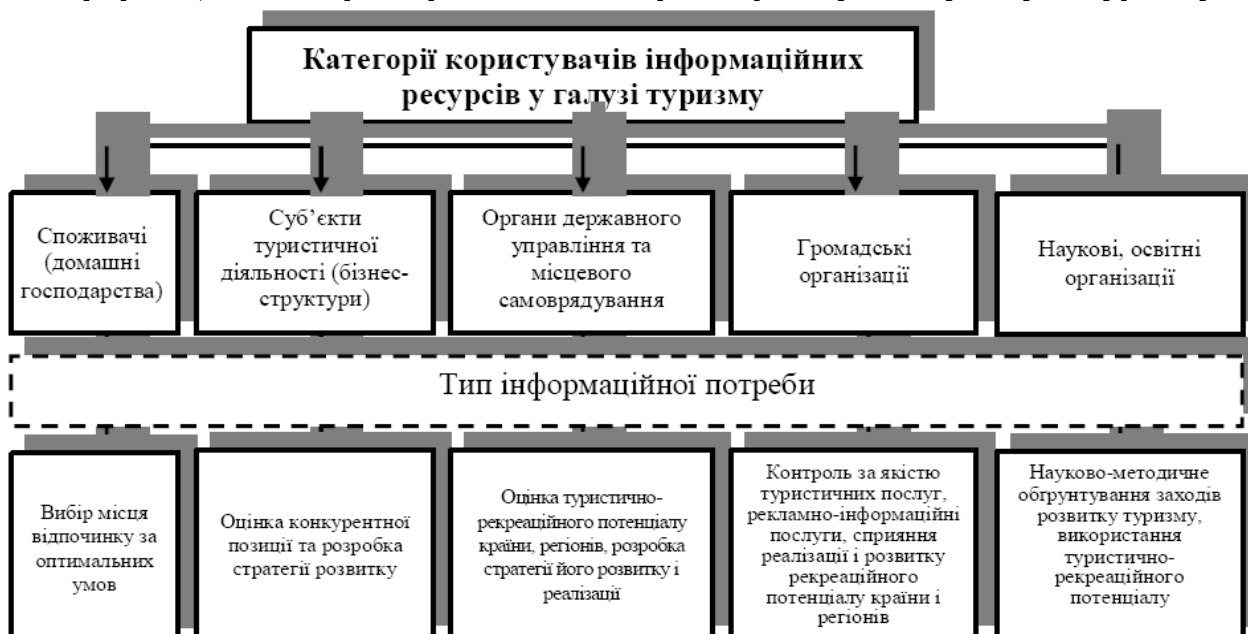 Категорії користувачів інформаційних
ресурсів у галузі туризму
Споживачі
(домашні
господарства)
Суб’єкти
туристичної
діяльності (бізнес-
структури)
Органи державного
управління та
місцевого
самоврядування
Громадські
організації
Наукові, освітні
організації
Тип інформаційної потреби
Вибір місця
відпочинку за
оптимальних
умов
Оцінка конкурентної
позиції та розробка
стратегії розвитку
Оцінка туристично-
рекреаційного потенціалу
країни, регіонів, розробка
стратегії його розвитку і
реалізації
Контроль за якістю
туристичних послуг,
рекламно-інформаційні
послуги, сприяння
реалізації і розвитку
рекреаційного
потенціалу країни і
регіонів
Науково-методичне
обґрунтування заходів
розвитку туризму,
використання
туристично-
рекреаційного
потенціалу